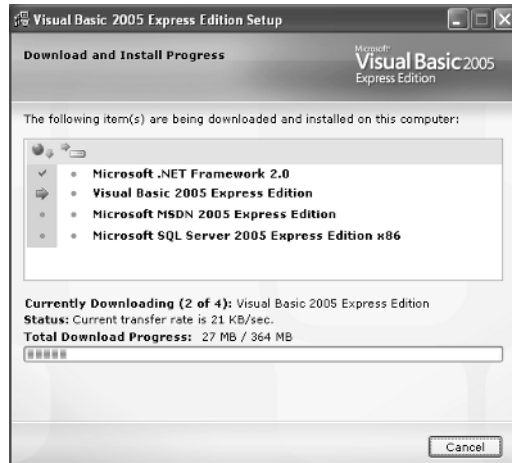 Visual Basic 2005 Express Edition Setup
Download and Install Progress
Microsoft
Visual Basic 2005
Express Edition
The following item(s) are being downloaded and installed on this computer:
Microsoft .NET Framework 2.0
Visual Basic 2005 Express Edition
Microsoft MSDN 2005 Express Edition
Microsoft SQL Server 2005 Express Edition x86
Currently Downloading (2 of 4): Visual Basic 2005 Express Edition
Status: Current transfer rate is 21 KB/sec.
Total Download Progress: 27 MB / 364 MB
Cancel